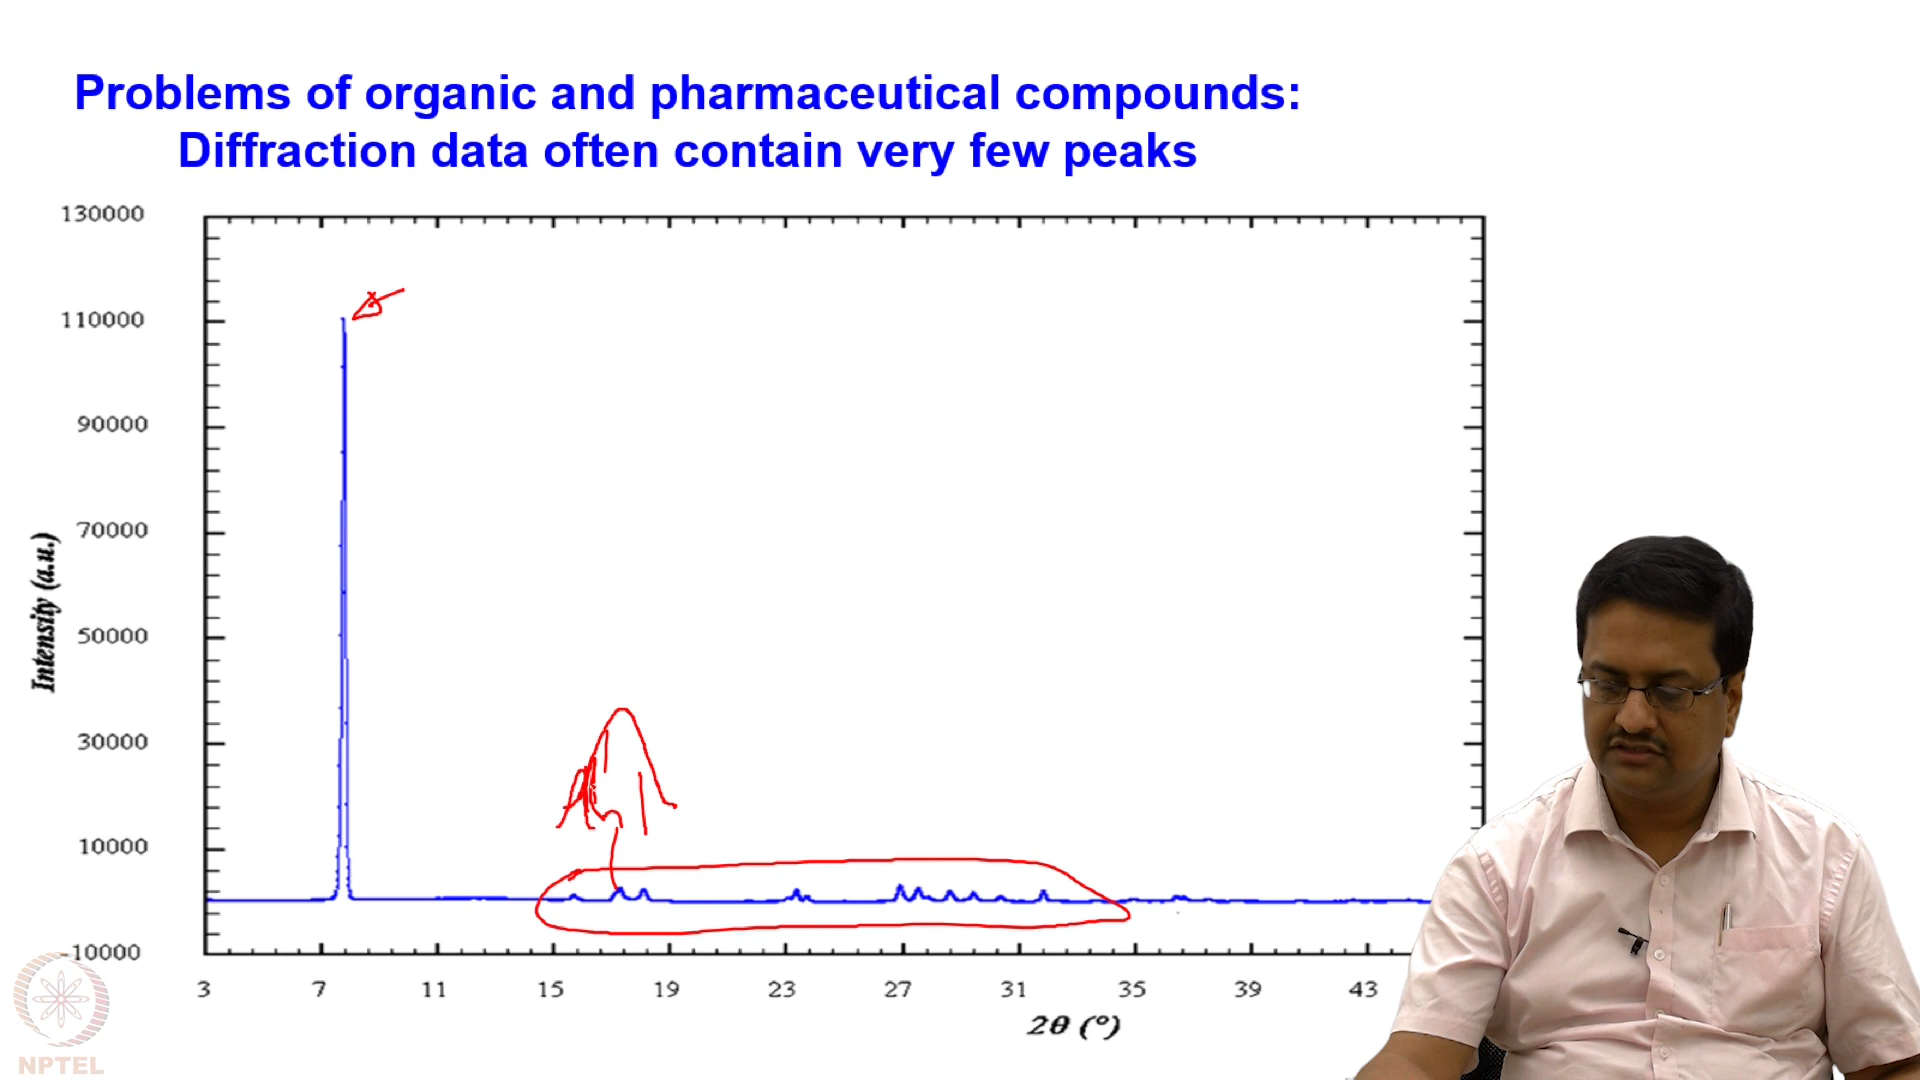 Problems of organic and pharmaceutical compounds:
Diffraction data often contain very few peaks
130000
110000
90000
70000
50000
30000
10000
-10000
Intensity (a.u.)
3 7 11 15 19 23 27 31 35 39 43
2θ (°)
NPTEL